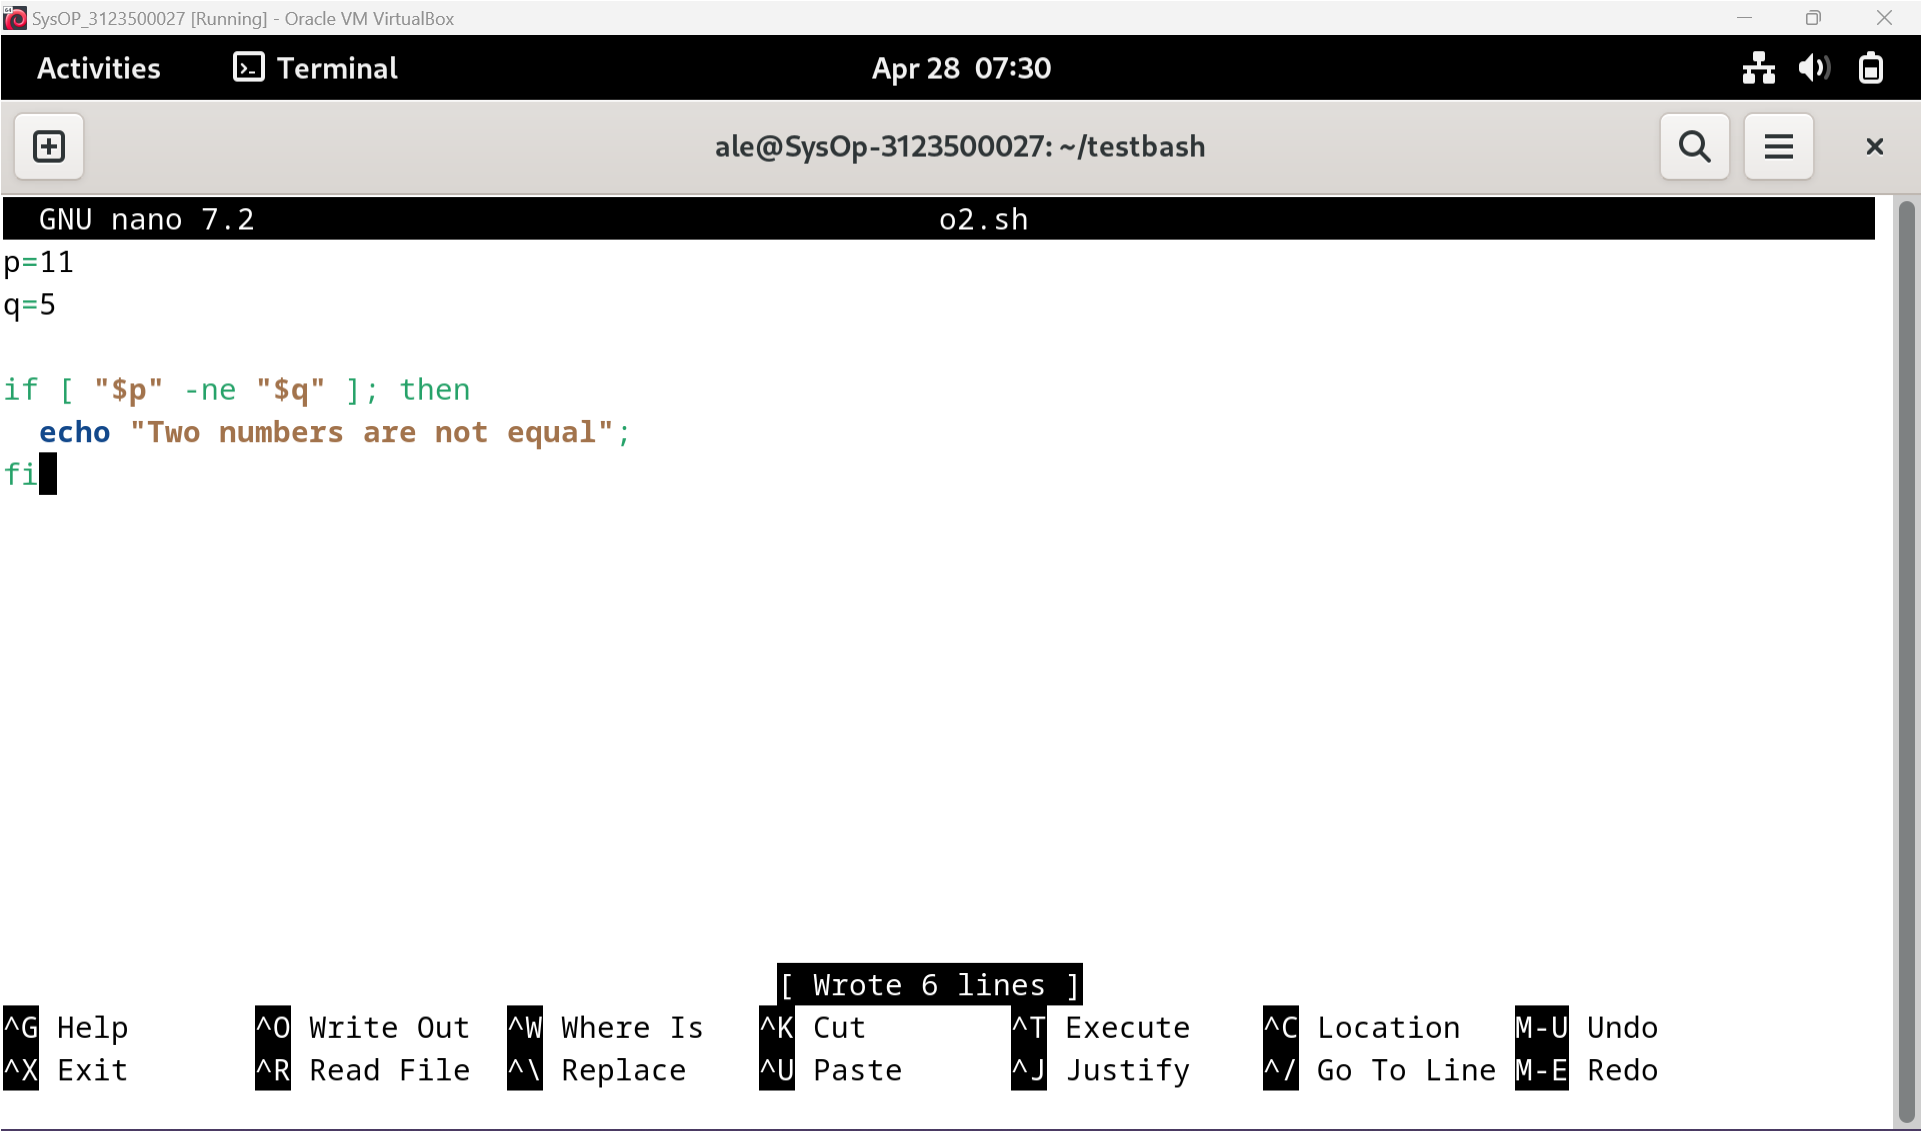 SysOP_3123500027 [Running] - Oracle VM VirtualBox
Activities Terminal Apr 28 07:30
ale@SysOp-3123500027: ~/testbash
GNU nano 7.2 o2.sh
p=11
q=5
if [ "$p" -ne "$q" ]; then
echo "Two numbers are not equal";
fi
[ Wrote 6 lines ]
^G Help ^O Write Out ^W Where Is ^K Cut ^T Execute ^C Location M-U Undo
^X Exit ^R Read File ^\ Replace ^U Paste ^J Justify ^/ Go To Line M-E Redo